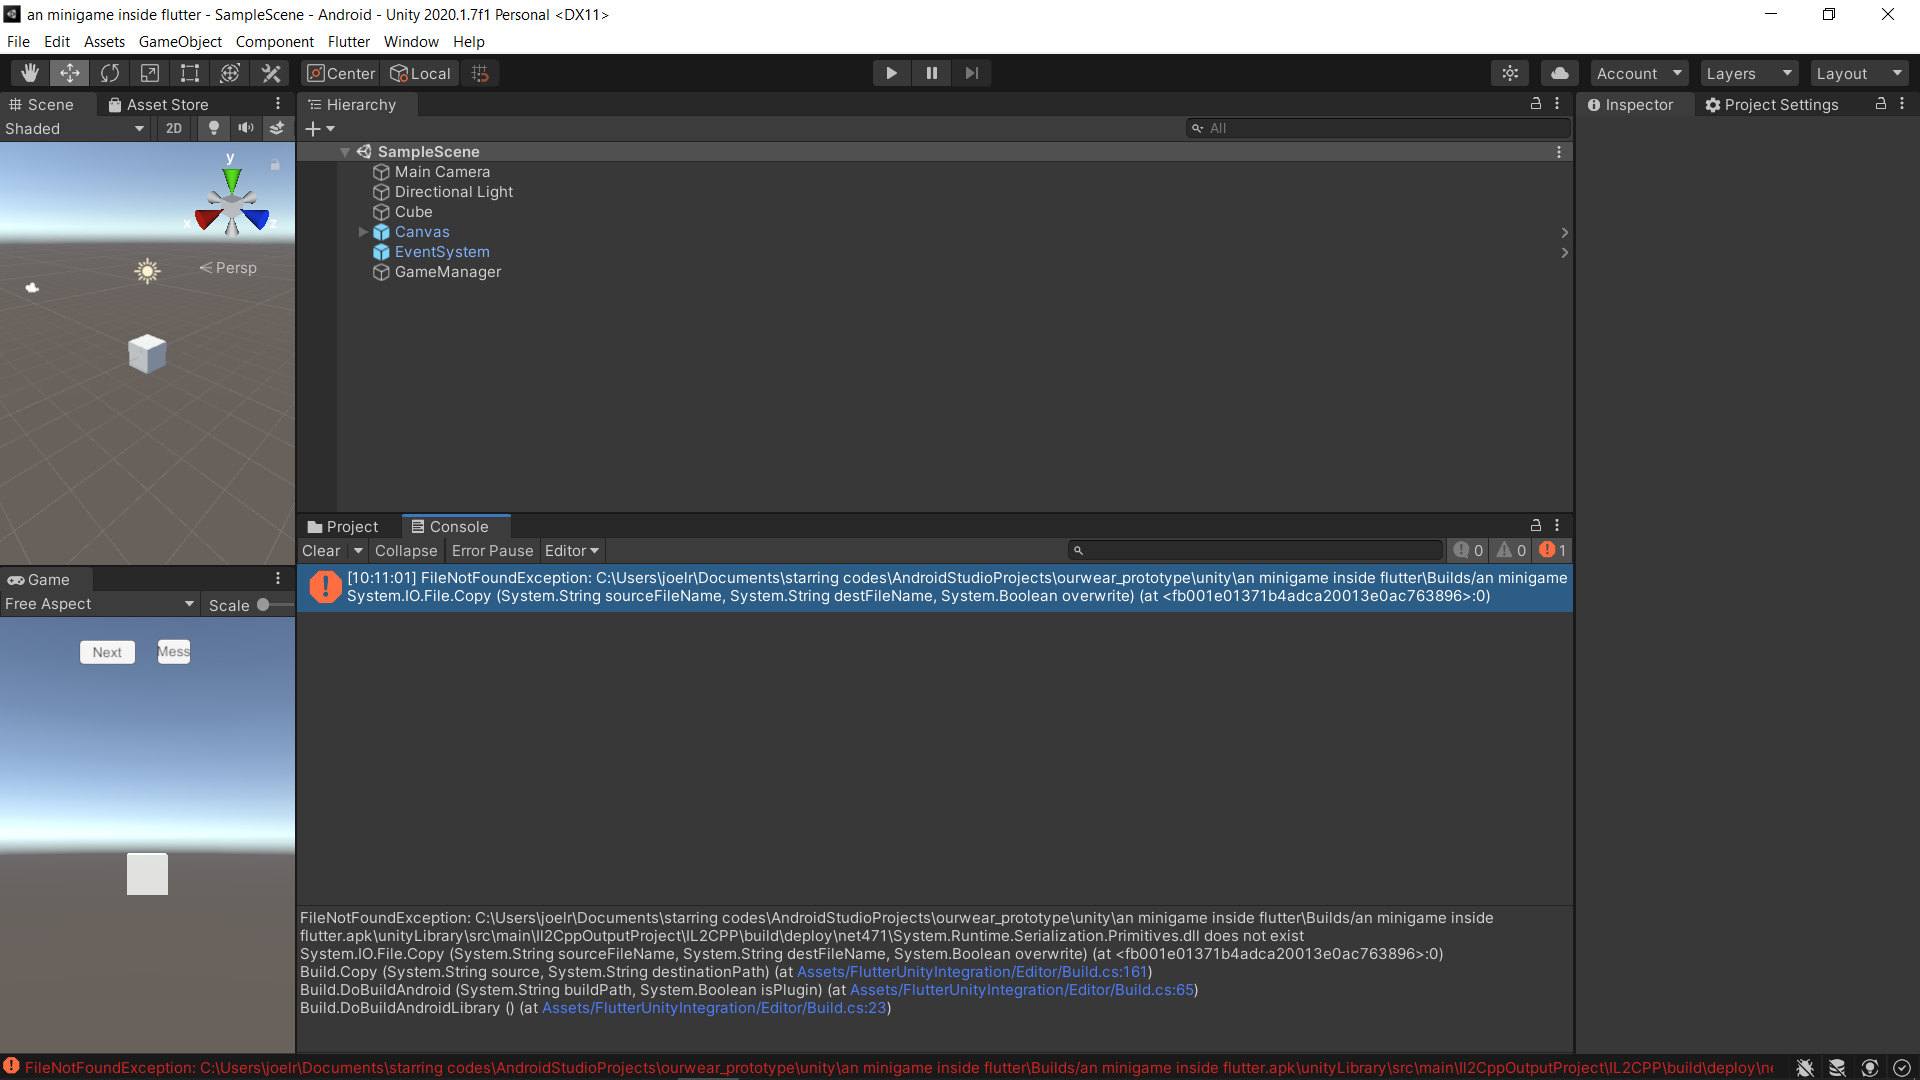 an minigame inside flutter - SampleScene - Android - Unity 2020.1.7f1 Personal <DX11>
File Edit Assets GameObject Component Flutter Window Help
Center Local Account Layers Layout
Scene Asset Store
Shaded 2D
y
x z
Persp
Hierarchy
All
SampleScene
Main Camera
Directional Light
Cube
Canvas
EventSystem
GameManager
Inspector Project Settings
Project Console
Clear Collapse Error Pause Editor 0 0 1
[10:11:01] FileNotFoundException: C:\Users\joelr\Documents\starring codes\AndroidStudioProjects\ourwear_prototype\unity\an minigame inside flutter\Builds/an minigame
System.IO.File.Copy (System.String sourceFileName, System.String destFileName, System.Boolean overwrite) (at <fb001e01371b4adca20013e0ac763896>:0)
Game
Free Aspect Scale
Next Mess
FileNotFoundException: C:\Users\joelr\Documents\starring codes\AndroidStudioProjects\ourwear_prototype\unity\an minigame inside flutter\Builds/an minigame inside
flutter.apk\unityLibrary\src\main\Il2CppOutputProject\IL2CPP\build\deploy\net471\System.Runtime.Serialization.Primitives.dll does not exist
System.IO.File.Copy (System.String sourceFileName, System.String destFileName, System.Boolean overwrite) (at <fb001e01371b4adca20013e0ac763896>:0)
Build.Copy (System.String source, System.String destinationPath) (at Assets/FlutterUnityIntegration/Editor/Build.cs:161)
Build.DoBuildAndroid (System.String buildPath, System.Boolean isPlugin) (at Assets/FlutterUnityIntegration/Editor/Build.cs:65)
Build.DoBuildAndroidLibrary () (at Assets/FlutterUnityIntegration/Editor/Build.cs:23)
FileNotFoundException: C:\Users\joelr\Documents\starring codes\AndroidStudioProjects\ourwear_prototype\unity\an minigame inside flutter\Builds/an minigame inside flutter.apk\unityLibrary\src\main\Il2CppOutputProject\IL2CPP\build\deploy\ne